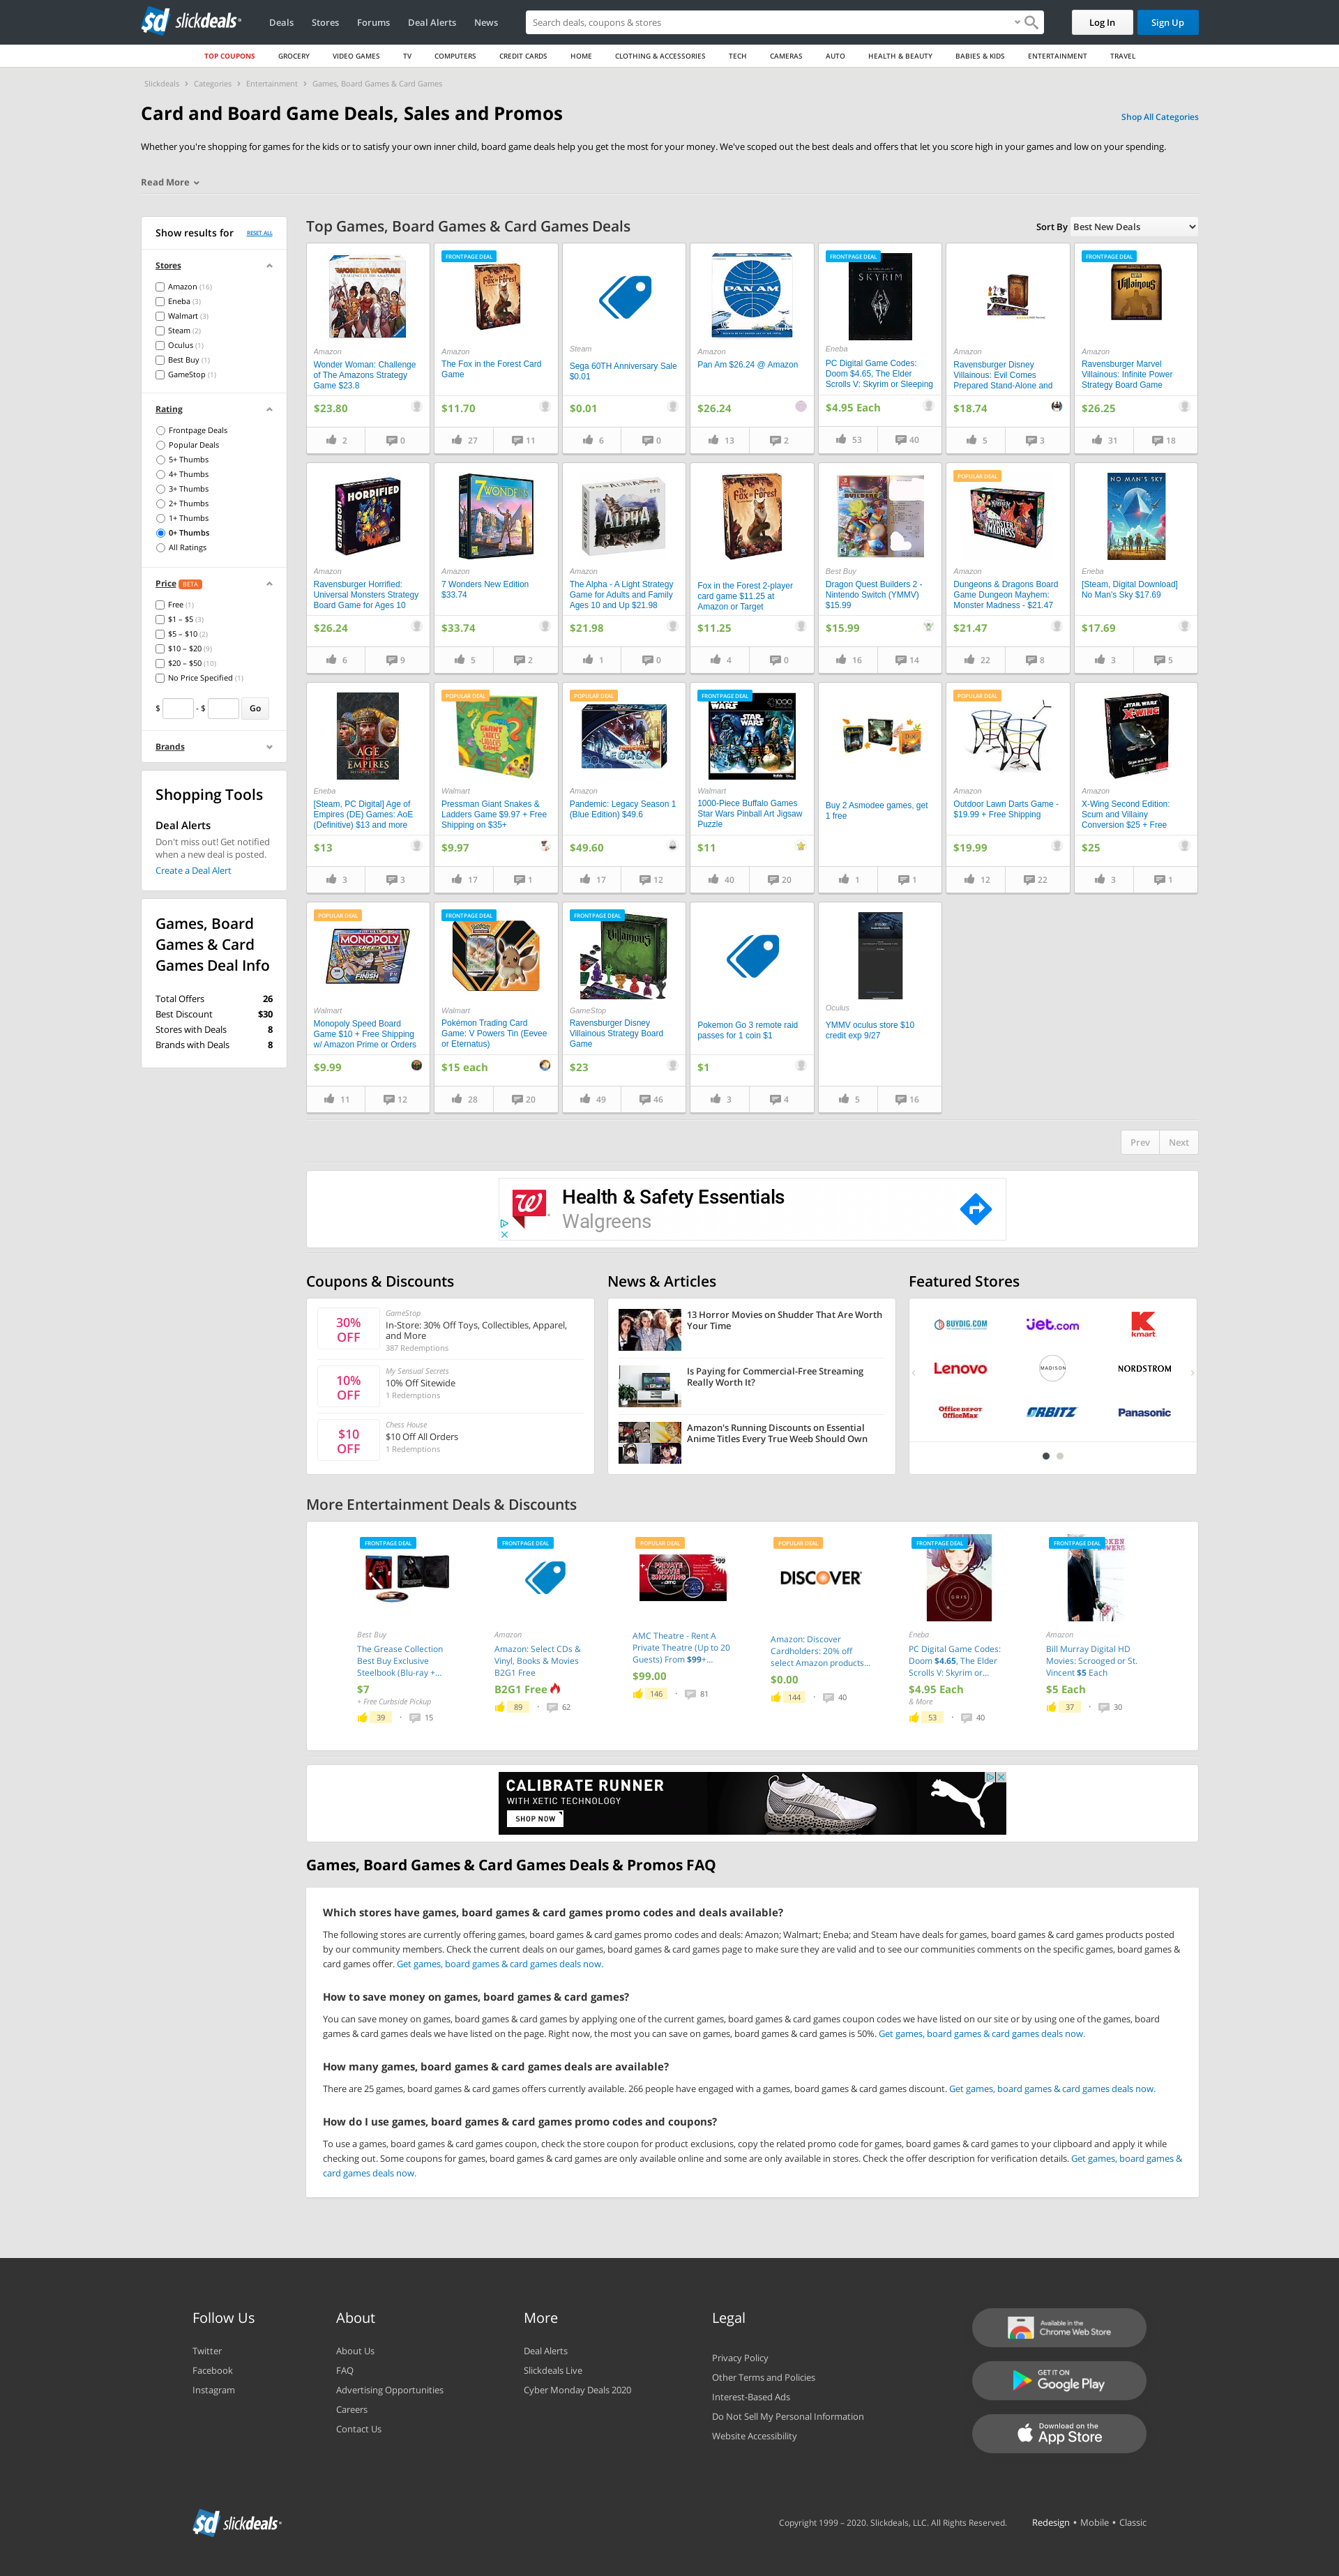 slickdeals
Deals
Stores
Forums
Deal Alerts
News
Search deals, coupons & stores
Log In
Sign Up
TOP COUPONS
GROCERY
VIDEO GAMES
TV
COMPUTERS
CREDIT CARDS
HOME
CLOTHING & ACCESSORIES
TECH
CAMERAS
AUTO
HEALTH & BEAUTY
BABIES & KIDS
ENTERTAINMENT
TRAVEL
Slickdeals › Categories › Entertainment › Games, Board Games & Card Games
Card and Board Game Deals, Sales and Promos
Shop All Categories
Whether you're shopping for games for the kids or to satisfy your own inner child, board game deals help you get the most for your money. We've scoped out the best deals and offers that let you score high in your games and low on your spending.
Read More
Show results for
RESET ALL
Stores
Amazon (16)
Eneba (3)
Walmart (3)
Steam (2)
Oculus (1)
Best Buy (1)
GameStop (1)
Rating
Frontpage Deals
Popular Deals
5+ Thumbs
4+ Thumbs
3+ Thumbs
2+ Thumbs
1+ Thumbs
0+ Thumbs
All Ratings
Price BETA
Free (1)
$1 – $5 (3)
$5 – $10 (2)
$10 – $20 (9)
$20 – $50 (10)
No Price Specified (1)
$ - $ Go
Brands
Shopping Tools
Deal Alerts
Don't miss out! Get notified
when a new deal is posted.
Create a Deal Alert
Games, Board
Games & Card
Games Deal Info
Total Offers 26
Best Discount $30
Stores with Deals 8
Brands with Deals 8
Top Games, Board Games & Card Games Deals
Sort By Best New Deals
WONDER WOMAN
Amazon
Wonder Woman: Challenge
of The Amazons Strategy
Game $23.8
$23.80
2 0
FRONTPAGE DEAL
Fox in the Forest
Amazon
The Fox in the Forest Card
Game
$11.70
27 11
Steam
Sega 60TH Anniversary Sale
$0.01
$0.01
6 0
PAN AM
Amazon
Pan Am $26.24 @ Amazon
$26.24
13 2
FRONTPAGE DEAL
SKYRIM
Eneba
PC Digital Game Codes:
Doom $4.65, The Elder
Scrolls V: Skyrim or Sleeping
$4.95 Each
53 40
Amazon
Ravensburger Disney
Villainous: Evil Comes
Prepared Stand-Alone and
$18.74
5 3
FRONTPAGE DEAL
Villainous
Amazon
Ravensburger Marvel
Villainous: Infinite Power
Strategy Board Game
$26.25
31 18
HORRIFIED
Amazon
Ravensburger Horrified:
Universal Monsters Strategy
Board Game for Ages 10
$26.24
6 9
7 WONDERS
Amazon
7 Wonders New Edition
$33.74
$33.74
5 2
ALPHA
Amazon
The Alpha - A Light Strategy
Game for Adults and Family
Ages 10 and Up $21.98
$21.98
1 0
Fox in the Forest
Fox in the Forest 2-player
card game $11.25 at
Amazon or Target
$11.25
4 0
BUILDERS
Best Buy
Dragon Quest Builders 2 -
Nintendo Switch (YMMV)
$15.99
$15.99
16 14
POPULAR DEAL
MONSTER MADNESS
Amazon
Dungeons & Dragons Board
Game Dungeon Mayhem:
Monster Madness - $21.47
$21.47
22 8
NO MAN'S SKY
Eneba
[Steam, Digital Download]
No Man's Sky $17.69
$17.69
3 5
AGE
EMPIRES
Eneba
[Steam, PC Digital] Age of
Empires (DE) Games: AoE
(Definitive) $13 and more
$13
3 3
POPULAR DEAL
Walmart
Pressman Giant Snakes &
Ladders Game $9.97 + Free
Shipping on $35+
$9.97
17 1
POPULAR DEAL
LEGACY
Amazon
Pandemic: Legacy Season 1
(Blue Edition) $49.6
$49.60
17 12
FRONTPAGE DEAL
STAR WARS
Walmart
1000-Piece Buffalo Games
Star Wars Pinball Art Jigsaw
Puzzle
$11
40 20
Buy 2 Asmodee games, get
1 free
1 1
POPULAR DEAL
Amazon
Outdoor Lawn Darts Game -
$19.99 + Free Shipping
$19.99
12 22
X-WING
Amazon
X-Wing Second Edition:
Scum and Villainy
Conversion $25 + Free
$25
3 1
POPULAR DEAL
MONOPOLY
Walmart
Monopoly Speed Board
Game $10 + Free Shipping
w/ Amazon Prime or Orders
$9.99
11 12
FRONTPAGE DEAL
Walmart
Pokémon Trading Card
Game: V Powers Tin (Eevee
or Eternatus)
$15 each
28 20
FRONTPAGE DEAL
Villainous
GameStop
Ravensburger Disney
Villainous Strategy Board
Game
$23
49 46
Pokemon Go 3 remote raid
passes for 1 coin $1
$1
3 4
Oculus
YMMV oculus store $10
credit exp 9/27
5 16
Prev
Next
Health & Safety Essentials
Walgreens
Coupons & Discounts
30%
OFF
GameStop
In-Store: 30% Off Toys, Collectibles, Apparel,
and More
387 Redemptions
10%
OFF
My Sensual Secrets
10% Off Sitewide
1 Redemptions
$10
OFF
Chess House
$10 Off All Orders
1 Redemptions
News & Articles
13 Horror Movies on Shudder That Are Worth
Your Time
Is Paying for Commercial-Free Streaming
Really Worth It?
Amazon's Running Discounts on Essential
Anime Titles Every True Weeb Should Own
Featured Stores
BUYDIG.COM
Jet.com
kmart
Lenovo
MADISON
NORDSTROM
Office DEPOT
OfficeMax
ORBITZ
Panasonic
More Entertainment Deals & Discounts
FRONTPAGE DEAL
Best Buy
The Grease Collection
Best Buy Exclusive
Steelbook (Blu-ray +...
$7
+ Free Curbside Pickup
39 · 15
FRONTPAGE DEAL
Amazon
Amazon: Select CDs &
Vinyl, Books & Movies
B2G1 Free
B2G1 Free
89 · 62
POPULAR DEAL
PRIVATE
MOVIE
SHOWING
AMC Theatre - Rent A
Private Theatre (Up to 20
Guests) From $99+...
$99.00
146 · 81
POPULAR DEAL
DISCOVER
Amazon: Discover
Cardholders: 20% off
select Amazon products...
$0.00
144 · 40
FRONTPAGE DEAL
GRIS
Eneba
PC Digital Game Codes:
Doom $4.65, The Elder
Scrolls V: Skyrim or...
$4.95 Each
& More
53 · 40
FRONTPAGE DEAL
Amazon
Bill Murray Digital HD
Movies: Scrooged or St.
Vincent $5 Each
$5 Each
37 · 30
CALIBRATE RUNNER
WITH XETIC TECHNOLOGY
SHOP NOW
Games, Board Games & Card Games Deals & Promos FAQ
Which stores have games, board games & card games promo codes and deals available?
The following stores are currently offering games, board games & card games promo codes and deals: Amazon; Walmart; Eneba; and Steam have deals for games, board games & card games products posted
by our community members. Check the current deals on our games, board games & card games page to make sure they are valid and to see our communities comments on the specific games, board games &
card games offer. Get games, board games & card games deals now.
How to save money on games, board games & card games?
You can save money on games, board games & card games by applying one of the current games, board games & card games coupon codes we have listed on our site or by using one of the games, board
games & card games deals we have listed on the page. Right now, the most you can save on games, board games & card games is 50%. Get games, board games & card games deals now.
How many games, board games & card games deals are available?
There are 25 games, board games & card games offers currently available. 266 people have engaged with a games, board games & card games discount. Get games, board games & card games deals now.
How do I use games, board games & card games promo codes and coupons?
To use a games, board games & card games coupon, check the store coupon for product exclusions, copy the related promo code for games, board games & card games to your clipboard and apply it while
checking out. Some coupons for games, board games & card games are only available online and some are only available in stores. Check the offer description for verification details. Get games, board games &
card games deals now.
Follow Us
Twitter
Facebook
Instagram
About
About Us
FAQ
Advertising Opportunities
Careers
Contact Us
More
Deal Alerts
Slickdeals Live
Cyber Monday Deals 2020
Legal
Privacy Policy
Other Terms and Policies
Interest-Based Ads
Do Not Sell My Personal Information
Website Accessibility
Available in the
Chrome Web Store
GET IT ON
Google Play
Download on the
App Store
slickdeals
Copyright 1999 – 2020. Slickdeals, LLC. All Rights Reserved.
Redesign • Mobile • Classic